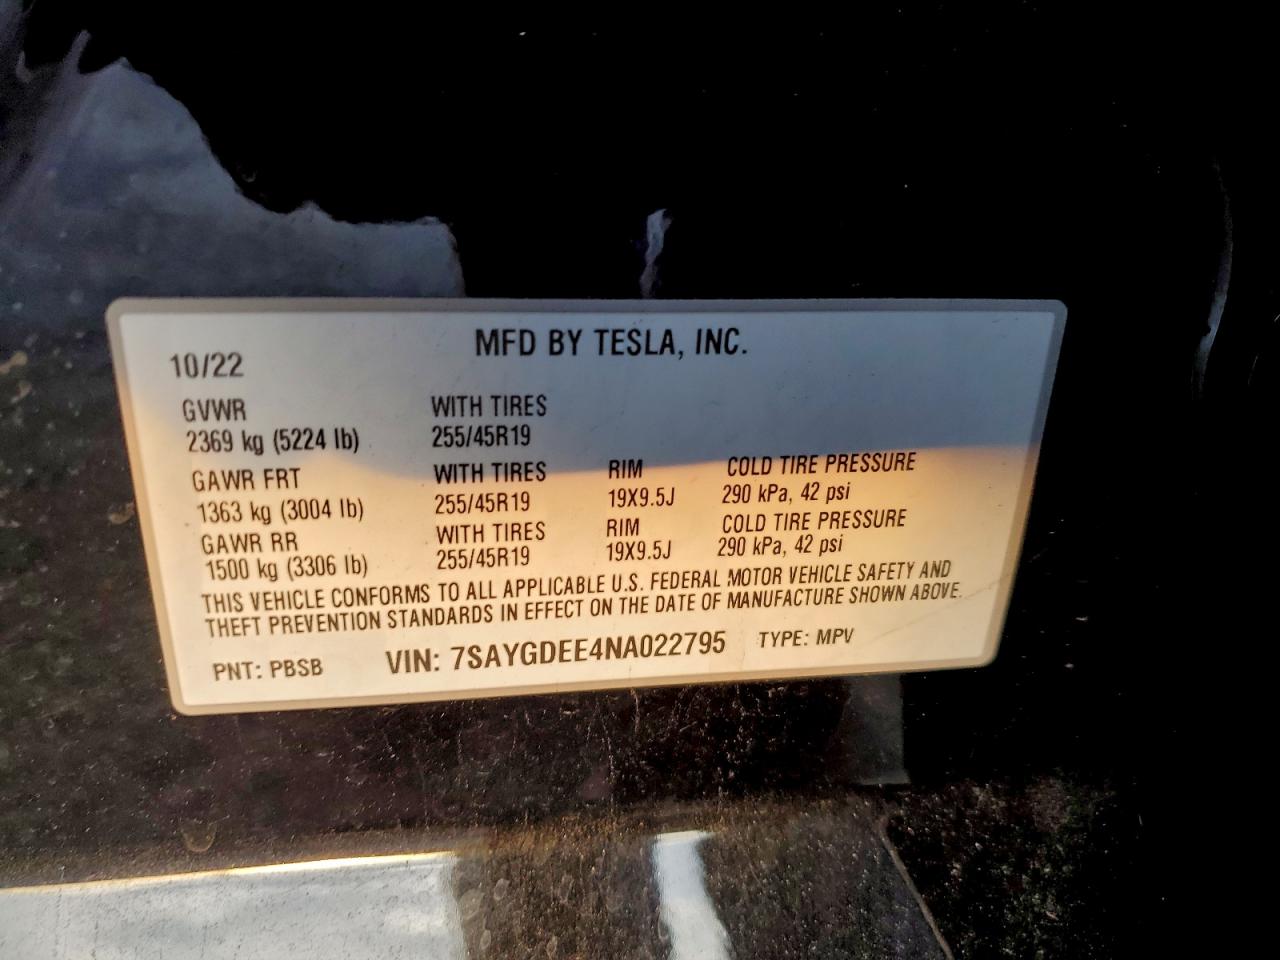 MFD BY TESLA, INC.
10/22
GVWR WITH TIRES
2369 kg (5224 lb) 255/45R19
GAWR FRT WITH TIRES RIM COLD TIRE PRESSURE
1363 kg (3004 lb) 255/45R19 19X9.5J 290 kPa, 42 psi
GAWR RR WITH TIRES RIM COLD TIRE PRESSURE
1500 kg (3306 lb) 255/45R19 19X9.5J 290 kPa, 42 psi
THIS VEHICLE CONFORMS TO ALL APPLICABLE U.S. FEDERAL MOTOR VEHICLE SAFETY AND
THEFT PREVENTION STANDARDS IN EFFECT ON THE DATE OF MANUFACTURE SHOWN ABOVE.
PNT: PBSB VIN: 7SAYGDEE4NA022795 TYPE: MPV